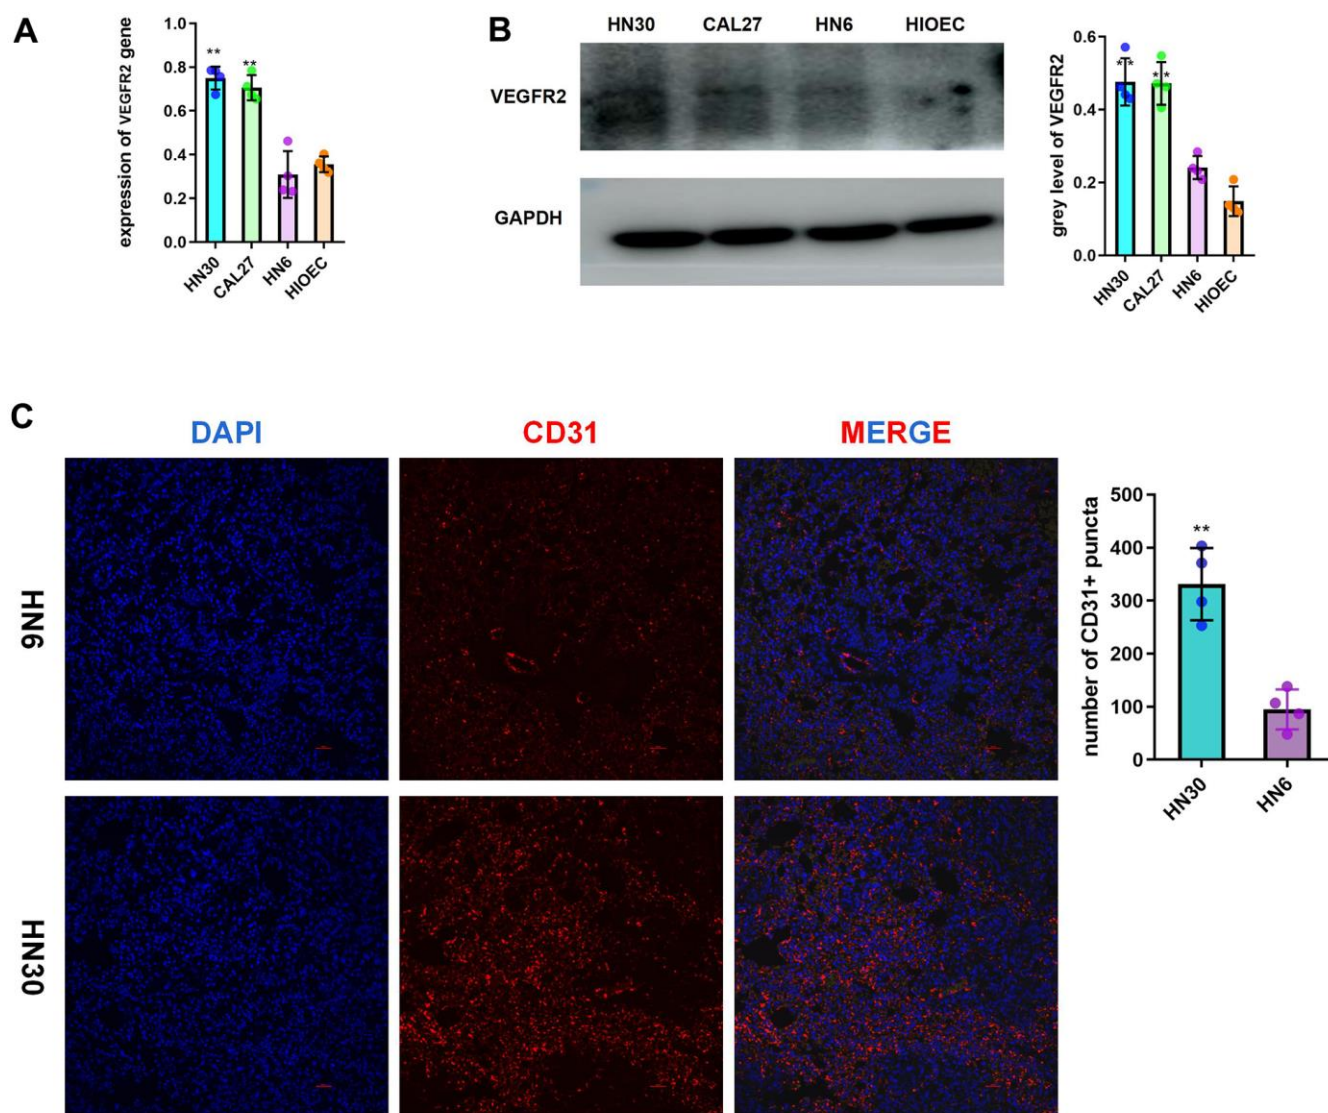 A
expression of VEGFR2 gene
1.0
0.8
0.6
0.4
0.2
0.0
**
**
HN30
CAL27
HN6
HIOEC
B
HN30 CAL27 HN6 HIOEC
VEGFR2
GAPDH
grey level of VEGFR2
0.6
0.4
0.2
0.0
**
**
HN30
CAL27
HN6
HIOEC
C
DAPI CD31 MERGE
HN6
HN30
number of CD31+ puncta
500
400
300
200
100
0
**
HN30
HN6